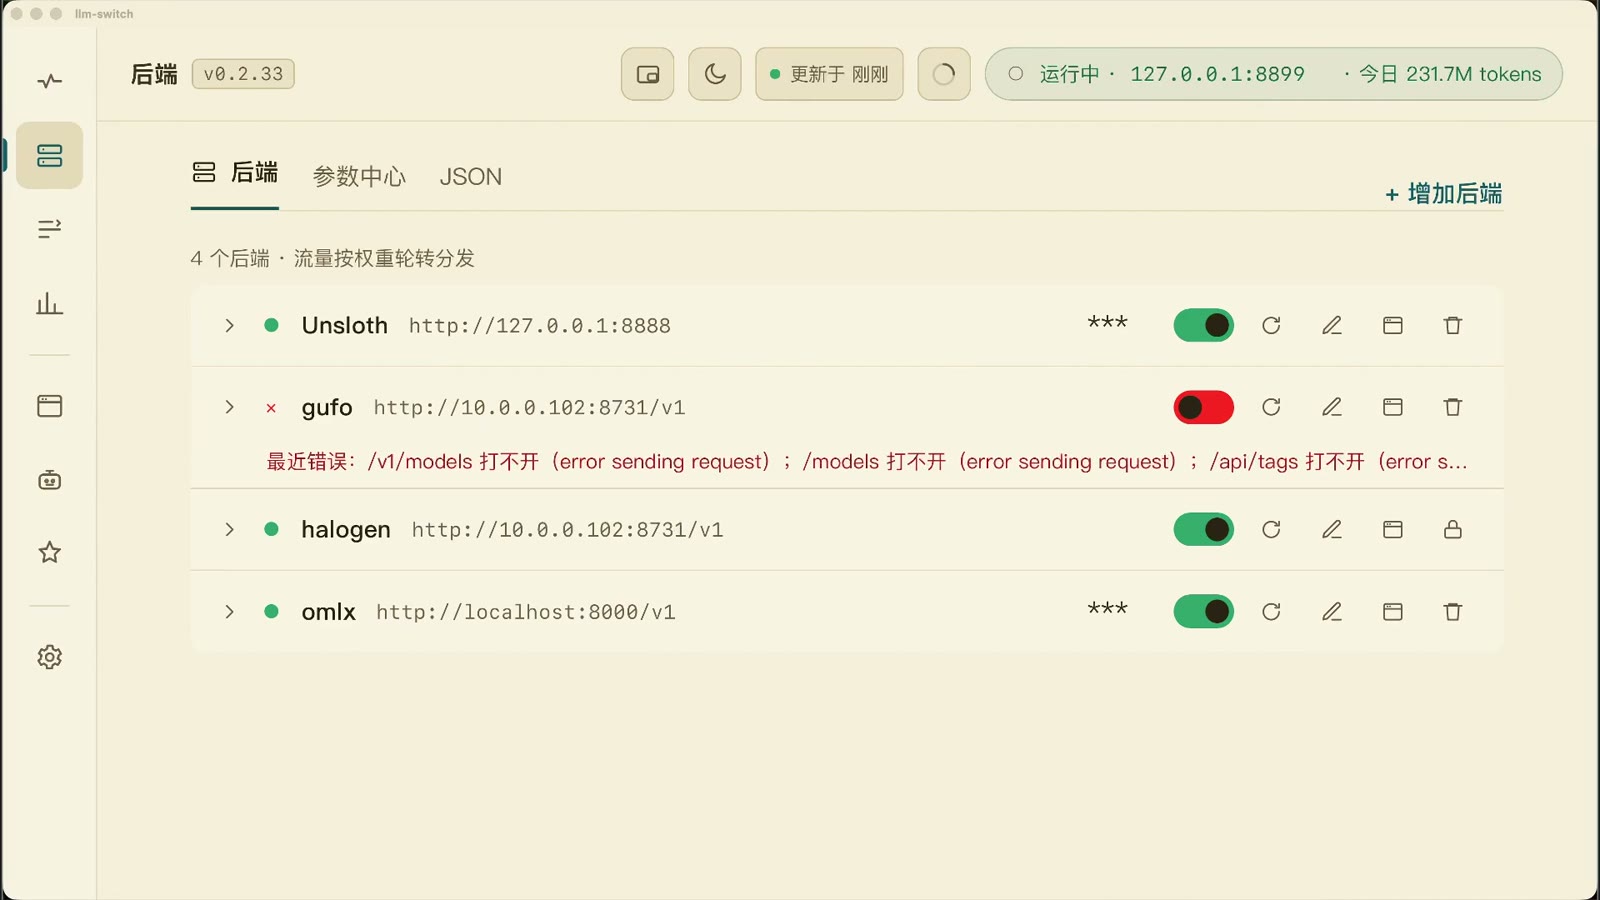 llm-switch
后端 v0.2.33
更新于 刚刚
运行中 · 127.0.0.1:8899 · 今日 231.7M tokens
后端 参数中心 JSON
+ 增加后端
4 个后端 · 流量按权重轮转分发
Unsloth http://127.0.0.1:8888 ***
× gufo http://10.0.0.102:8731/v1
最近错误：/v1/models 打不开（error sending request）；/models 打不开（error sending request）；/api/tags 打不开（error s...
halogen http://10.0.0.102:8731/v1
omlx http://localhost:8000/v1 ***